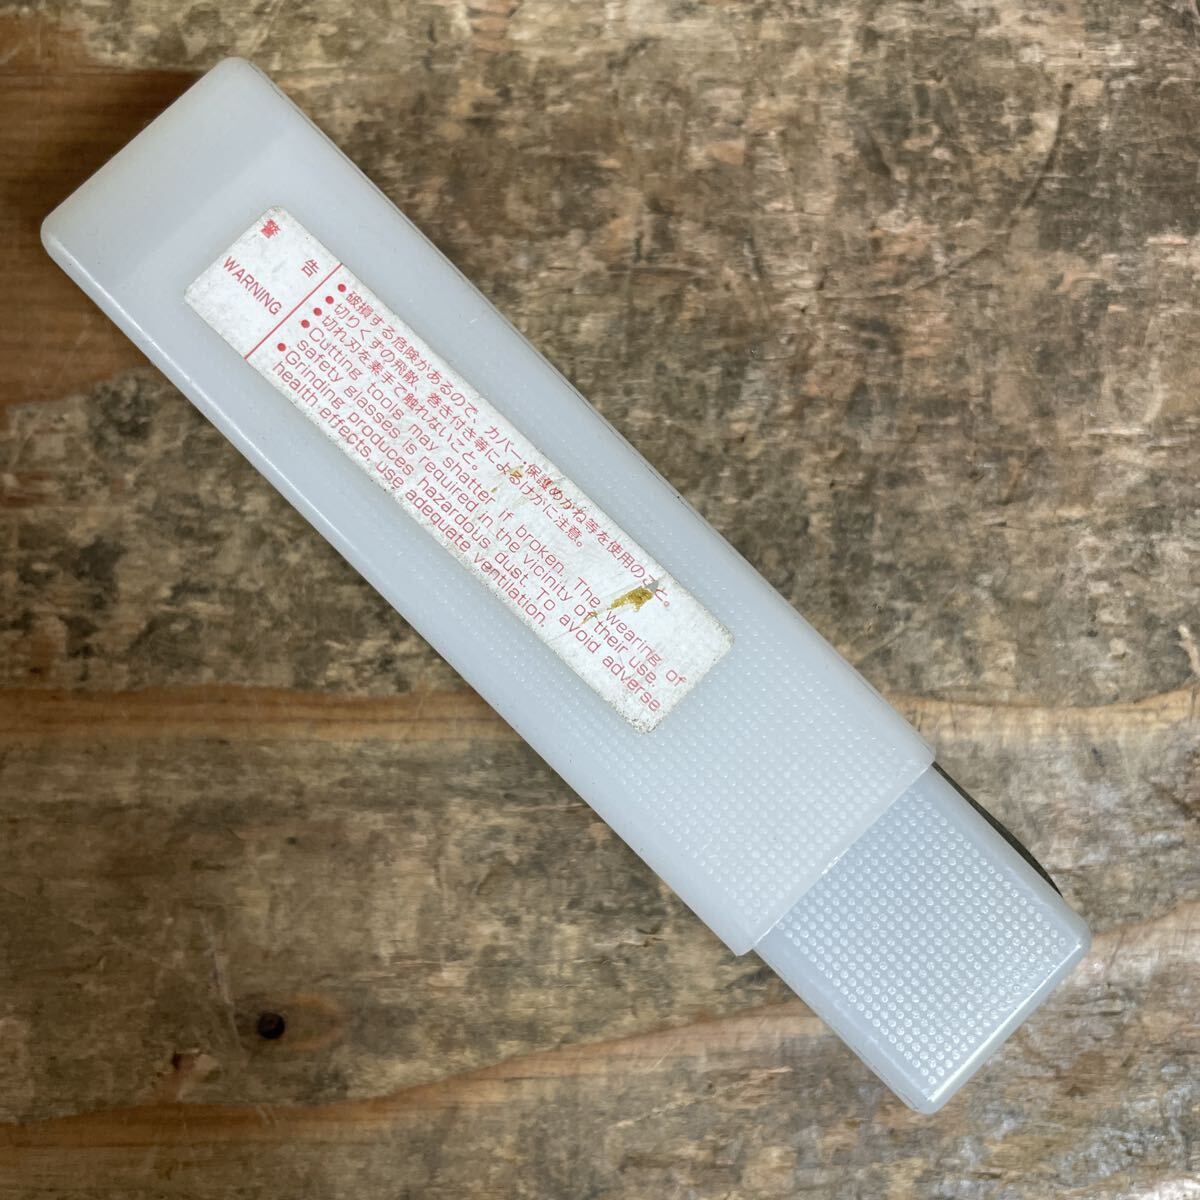 警告
WARNING
●破損する危険があるので、カバー・保護めがね等を使用のこと。
●切りくずの飛散、巻き付き等によるけがに注意。
●切れ刃を素手で触れないこと。
●Cutting tools may shatter if broken. The wearing of
safety glasses is required in the vicinity of their use.
●Grinding produces hazardous dust. To avoid adverse
health effects, use adequate ventilation.